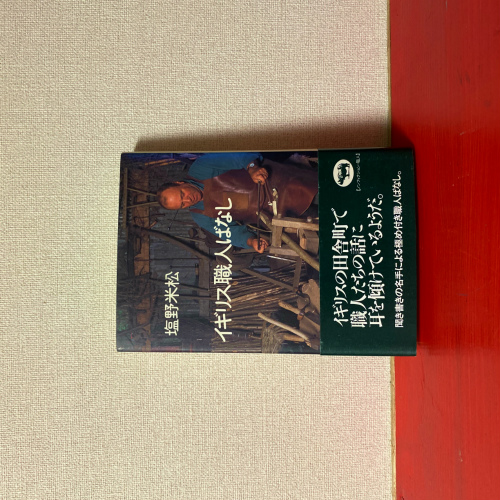 イギリス職人ばなし
塩野米松
イギリスの田舎町で
職人たちの話に
耳を傾けているようだ。
聞き書きの名手による極め付き職人ばなし。